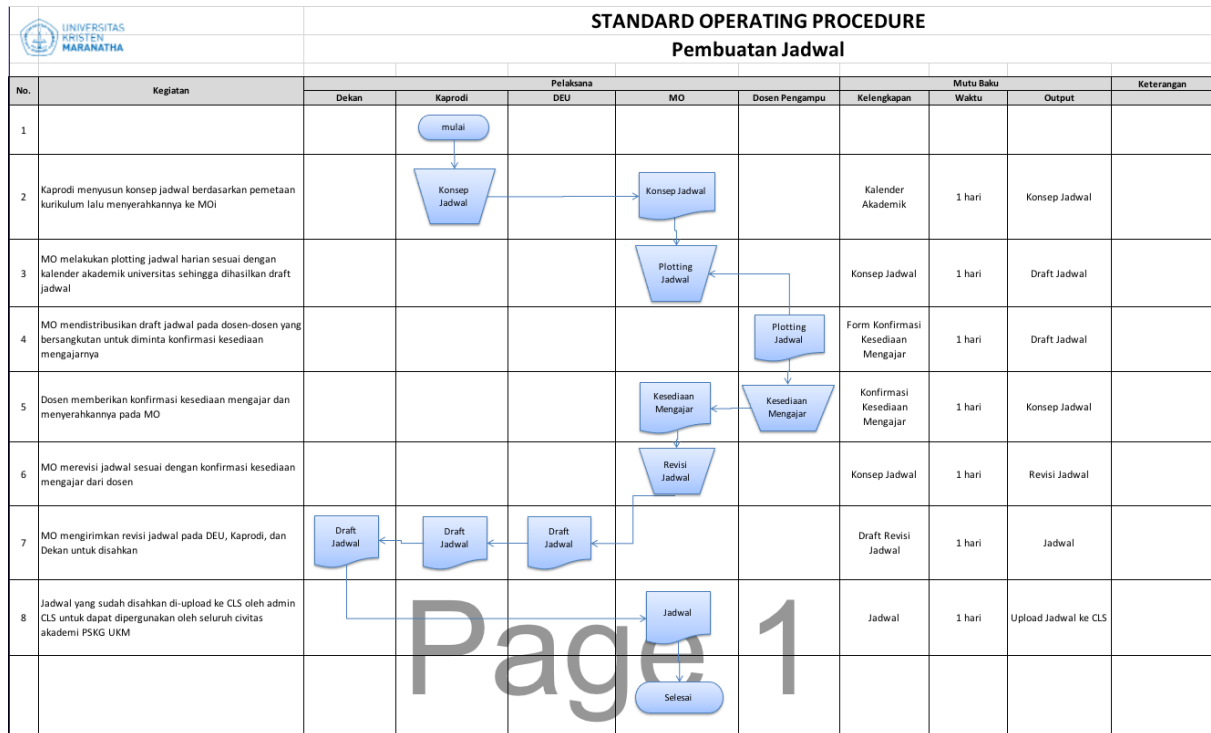 UNIVERSITAS
KRISTEN
MARANATHA
STANDARD OPERATING PROCEDURE
Pembuatan Jadwal
No.
Kegiatan
Pelaksana
Mutu Baku
Keterangan
Dekan
Kaprodi
DEU
MO
Dosen Pengampu
Kelengkapan
Waktu
Output
1
mulai
2
Kaprodi menyusun konsep jadwal berdasarkan pemetaan
kurikulum lalu menyerahkannya ke MOi
Konsep
Jadwal
Konsep Jadwal
Kalender
Akademik
1 hari
Konsep Jadwal
3
MO melakukan plotting jadwal harian sesuai dengan
kalender akademik universitas sehingga dihasilkan draft
jadwal
Plotting
Jadwal
Konsep Jadwal
1 hari
Draft Jadwal
4
MO mendistribusikan draft jadwal pada dosen-dosen yang
bersangkutan untuk diminta konfirmasi kesediaan
mengajarnya
Plotting
Jadwal
Form Konfirmasi
Kesediaan
Mengajar
1 hari
Draft Jadwal
5
Dosen memberikan konfirmasi kesediaan mengajar dan
menyerahkannya pada MO
Kesediaan
Mengajar
Kesediaan
Mengajar
Konfirmasi
Kesediaan
Mengajar
1 hari
Konsep Jadwal
6
MO merevisi jadwal sesuai dengan konfirmasi kesediaan
mengajar dari dosen
Revisi
Jadwal
Konsep Jadwal
1 hari
Revisi Jadwal
7
MO mengirimkan revisi jadwal pada DEU, Kaprodi, dan
Dekan untuk disahkan
Draft
Jadwal
Draft
Jadwal
Draft
Jadwal
Draft Revisi
Jadwal
1 hari
Jadwal
8
Jadwal yang sudah disahkan di-upload ke CLS oleh admin
CLS untuk dapat dipergunakan oleh seluruh civitas
akademi PSKG UKM
Jadwal
Jadwal
1 hari
Upload Jadwal ke CLS
Page 1
Selesai